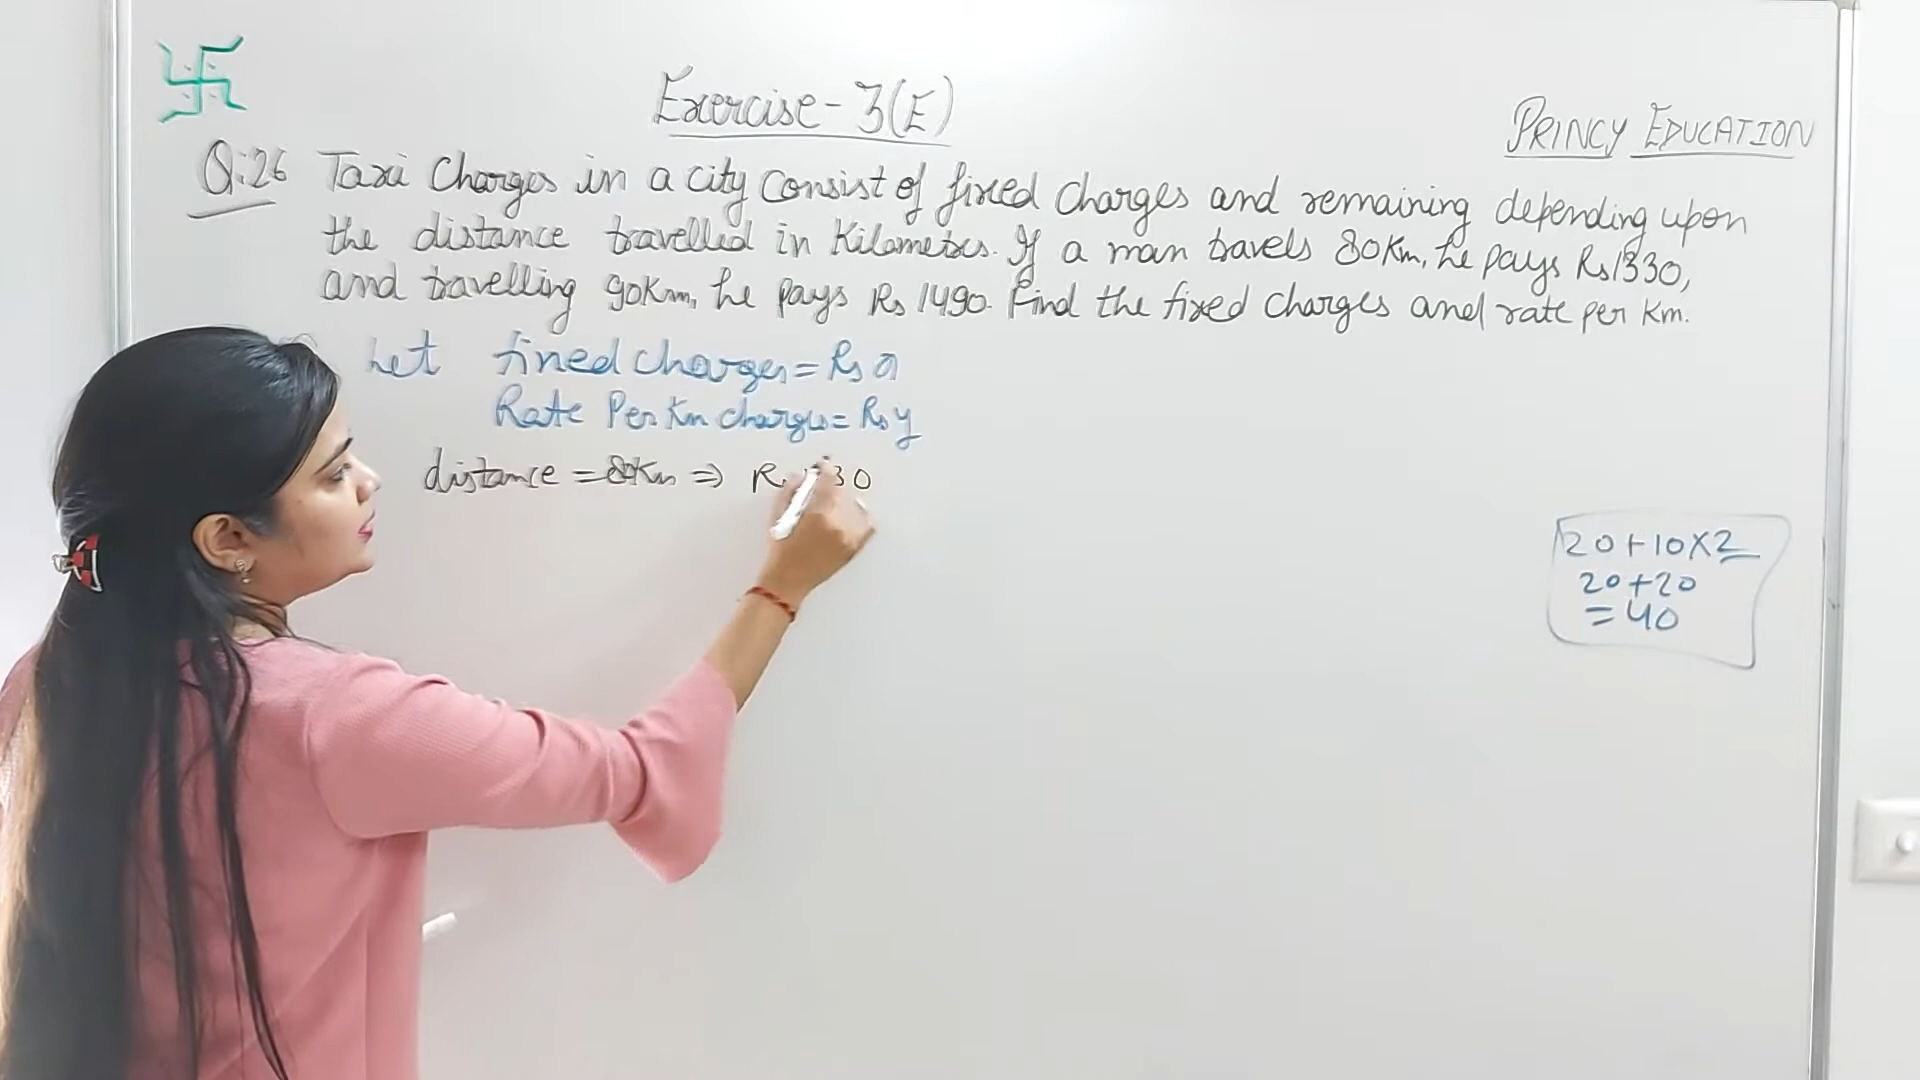 Exercise - 3(E)
PRINCY EDUCATION
Q:26 Taxi Charges in a city Consist of fixed charges and remaining depending upon
the distance travelled in Kilometres. If a man travels 80Km, he pays Rs1330,
and travelling 90Km, he pays Rs 1490. Find the fixed charges and rate per Km.
Let fixed charges = Rs x
Rate Per Km charges = Rs y
distance = 80Km ⇒ 30
20+10×2
20+20
=40